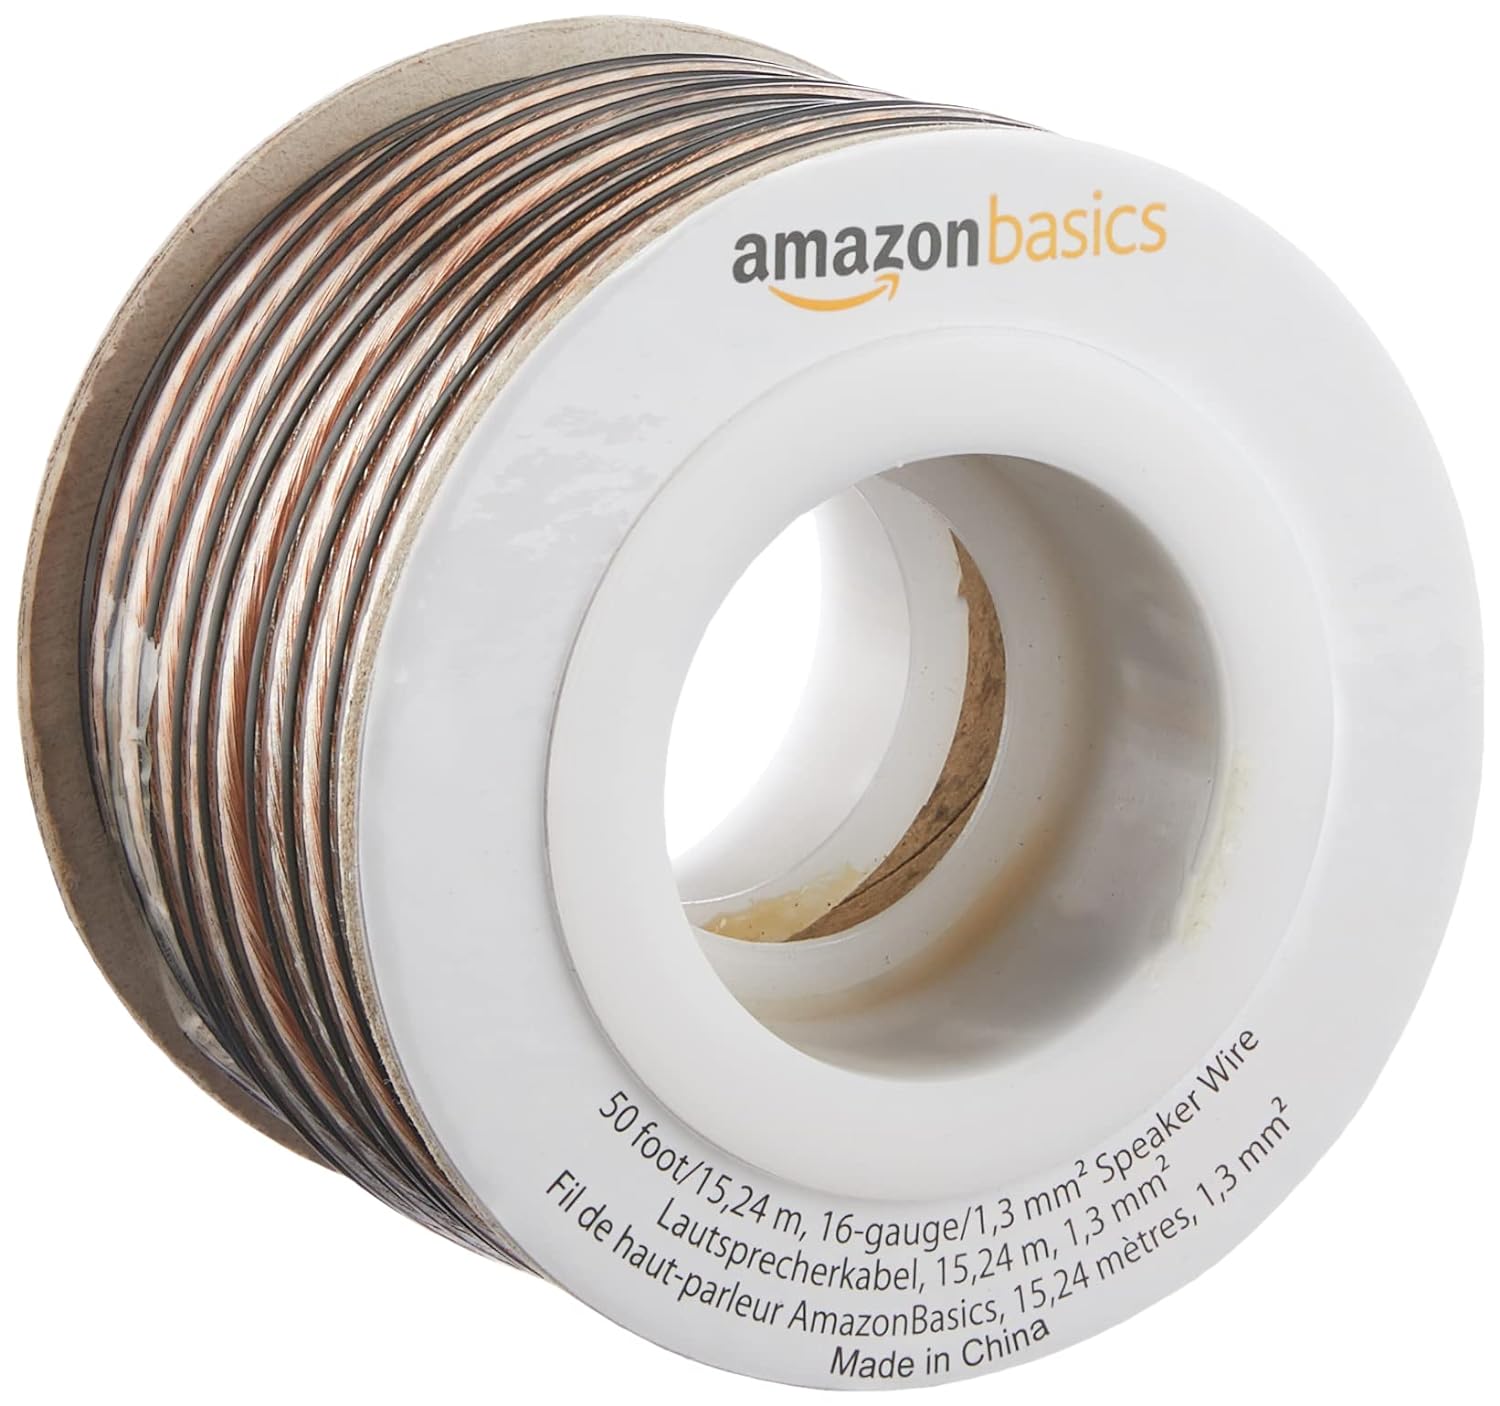 amazonbasics
50 foot/15,24 m, 16-gauge/1,3 mm² Speaker Wire
Lautsprecherkabel, 15,24 m, 1,3 mm²
Fil de haut-parleur AmazonBasics, 15,24 mètres, 1,3 mm²
Made in China